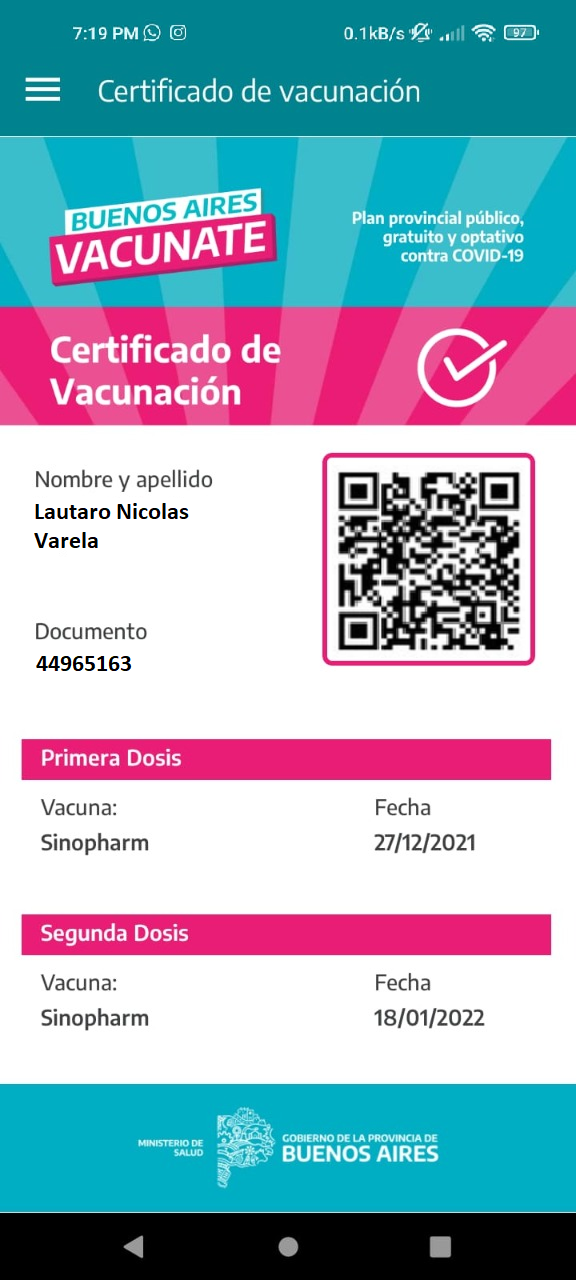 7:19 PM
0.1kB/s
97
Certificado de vacunación
BUENOS AIRES
VACUNATE
Plan provincial público,
gratuito y optativo
contra COVID-19
Certificado de
Vacunación
Nombre y apellido
Lautaro Nicolas
Varela
Documento
44965163
Primera Dosis
Vacuna:
Fecha
Sinopharm
27/12/2021
Segunda Dosis
Vacuna:
Fecha
Sinopharm
18/01/2022
MINISTERIO DE
SALUD
GOBIERNO DE LA PROVINCIA DE
BUENOS AIRES